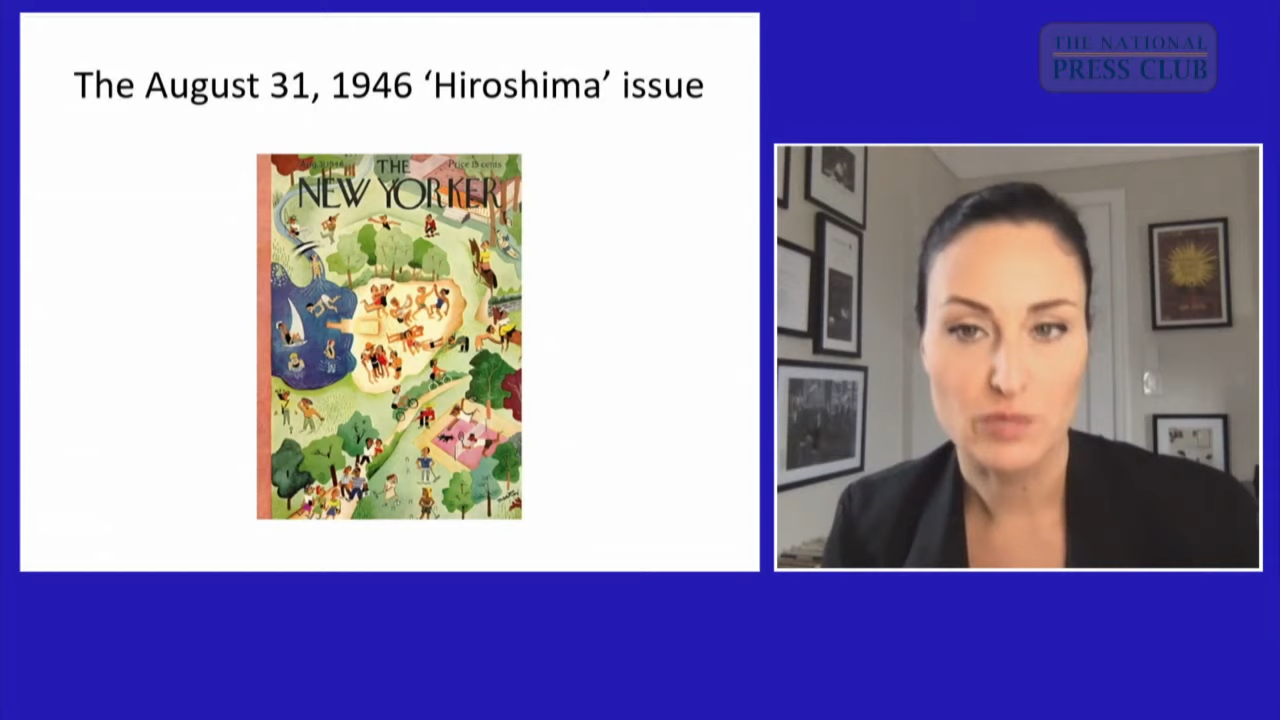 The August 31, 1946 ‘Hiroshima’ issue
THE NATIONAL
PRESS CLUB
Price 15 cents
THE
NEW YORKER